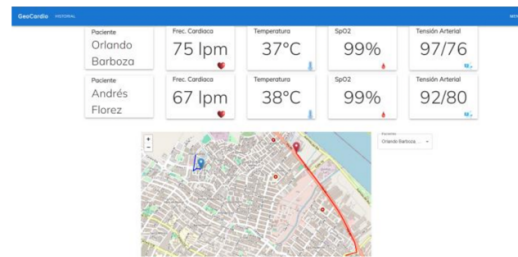 GeoCardio HISTORIAL
Paciente
Orlando
Barboza
Frec. Cardiaca
75 lpm
Temperatura
37°C
SpO2
99%
Tensión Arterial
97/76
Paciente
Andrés
Florez
Frec. Cardiaca
67 lpm
Temperatura
38°C
SpO2
99%
Tensión Arterial
92/80
+
−
Orlando Barboza...